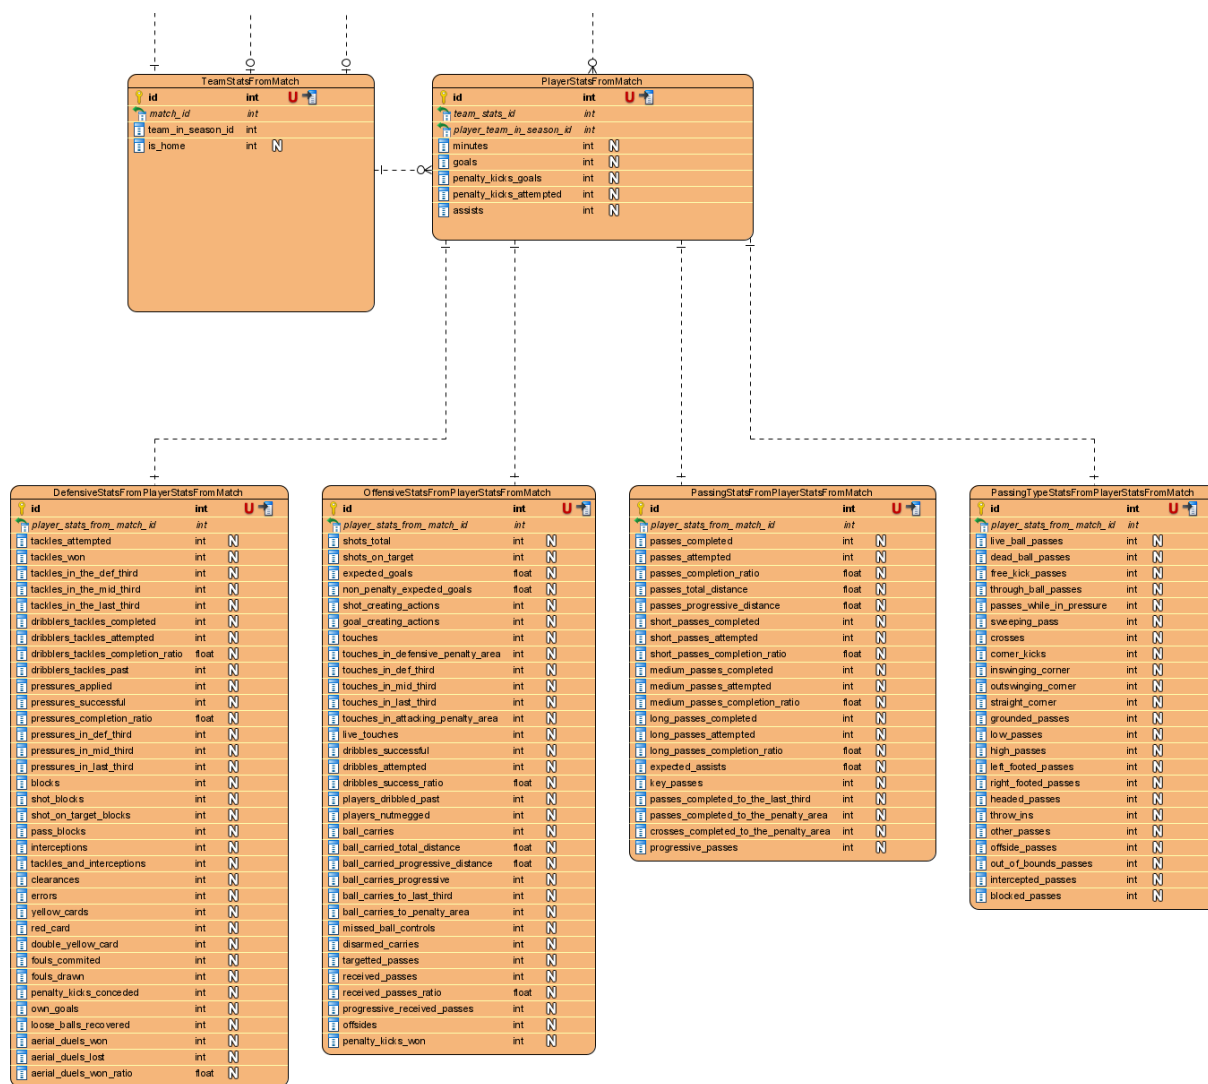 TeamStatsFromMatch
id int U
match_id int
team_in_season_id int
is_home int N
PlayerStatsFromMatch
id int U
team_stats_id int
player_team_in_season_id int
minutes int N
goals int N
penalty_kicks_goals int N
penalty_kicks_attempted int N
assists int N
DefensiveStatsFromPlayerStatsFromMatch
id int U
player_stats_from_match_id int
tackles_attempted int N
tackles_won int N
tackles_in_the_def_third int N
tackles_in_the_mid_third int N
tackles_in_the_last_third int N
dribblers_tackles_completed int N
dribblers_tackles_attempted int N
dribblers_tackles_completion_ratio float N
dribblers_tackles_past int N
pressures_applied int N
pressures_successful int N
pressures_completion_ratio float N
pressures_in_def_third int N
pressures_in_mid_third int N
pressures_in_last_third int N
blocks int N
shot_blocks int N
shot_on_target_blocks int N
pass_blocks int N
interceptions int N
tackles_and_interceptions int N
clearances int N
errors int N
yellow_cards int N
red_card int N
double_yellow_card int N
fouls_commited int N
fouls_drawn int N
penalty_kicks_conceded int N
own_goals int N
loose_balls_recovered int N
aerial_duels_won int N
aerial_duels_lost int N
aerial_duels_won_ratio float N
OffensiveStatsFromPlayerStatsFromMatch
id int U
player_stats_from_match_id int
shots_total int N
shots_on_target int N
expected_goals float N
non_penalty_expected_goals float N
shot_creating_actions int N
goal_creating_actions int N
touches int N
touches_in_defensive_penalty_area int N
touches_in_def_third int N
touches_in_mid_third int N
touches_in_last_third int N
touches_in_attacking_penalty_area int N
live_touches int N
dribbles_successful int N
dribbles_attempted int N
dribbles_success_ratio float N
players_dribbled_past int N
players_nutmegged int N
ball_carries int N
ball_carried_total_distance float N
ball_carried_progressive_distance float N
ball_carries_progressive int N
ball_carries_to_last_third int N
ball_carries_to_penalty_area int N
missed_ball_controls int N
disarmed_carries int N
targetted_passes int N
received_passes int N
received_passes_ratio float N
progressive_received_passes int N
offsides int N
penalty_kicks_won int N
PassingStatsFromPlayerStatsFromMatch
id int U
player_stats_from_match_id int
passes_completed int N
passes_attempted int N
passes_completion_ratio float N
passes_total_distance float N
passes_progressive_distance float N
short_passes_completed int N
short_passes_attempted int N
short_passes_completion_ratio float N
medium_passes_completed int N
medium_passes_attempted int N
medium_passes_completion_ratio float N
long_passes_completed int N
long_passes_attempted int N
long_passes_completion_ratio float N
expected_assists float N
key_passes int N
passes_completed_to_the_last_third int N
passes_completed_to_the_penalty_area int N
crosses_completed_to_the_penalty_area int N
progressive_passes int N
PassingTypeStatsFromPlayerStatsFromMatch
id int U
player_stats_from_match_id int
live_ball_passes int N
dead_ball_passes int N
free_kick_passes int N
through_ball_passes int N
passes_while_in_pressure int N
sweeping_pass int N
crosses int N
corner_kicks int N
inswinging_corner int N
outswinging_corner int N
straight_corner int N
grounded_passes int N
low_passes int N
high_passes int N
left_footed_passes int N
right_footed_passes int N
headed_passes int N
throw_ins int N
other_passes int N
offside_passes int N
out_of_bounds_passes int N
intercepted_passes int N
blocked_passes int N